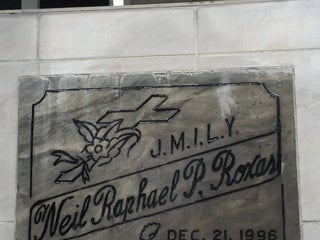 J.M.I.L.Y.
Neil Raphael P. Roxas
DEC. 21, 1996